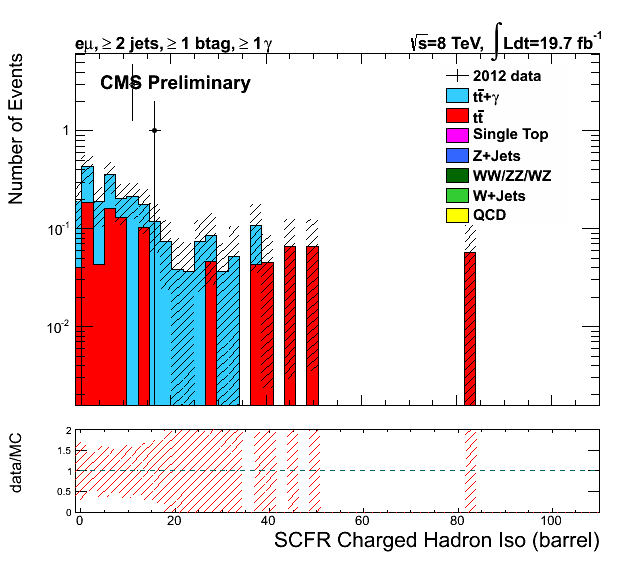 eμ, ≥ 2 jets, ≥ 1 btag, ≥ 1 γ
√s=8 TeV, ∫ Ldt=19.7 fb⁻¹
CMS Preliminary
2012 data
tt̄+γ
tt̄
Single Top
Z+Jets
WW/ZZ/WZ
W+Jets
QCD
Number of Events
1
10⁻¹
10⁻²
data/MC
2
1.5
1
0.5
0
0 20 40 60 80 100
SCFR Charged Hadron Iso (barrel)